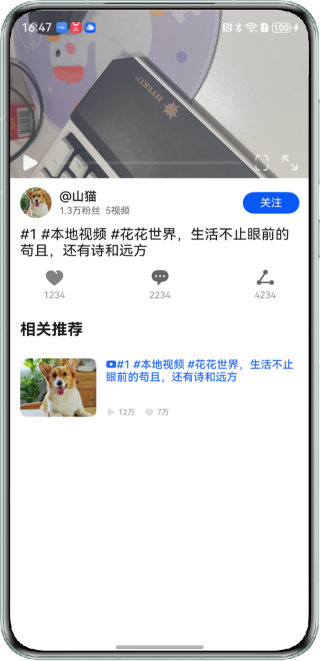 16:47
100
HYEKU
@山猫
1.3万粉丝 5视频
关注
#1 #本地视频 #花花世界，生活不止眼前的
苟且，还有诗和远方
1234
2234
4234
相关推荐
#1 #本地视频 #花花世界，生活不止
眼前的苟且，还有诗和远方
12万
7万